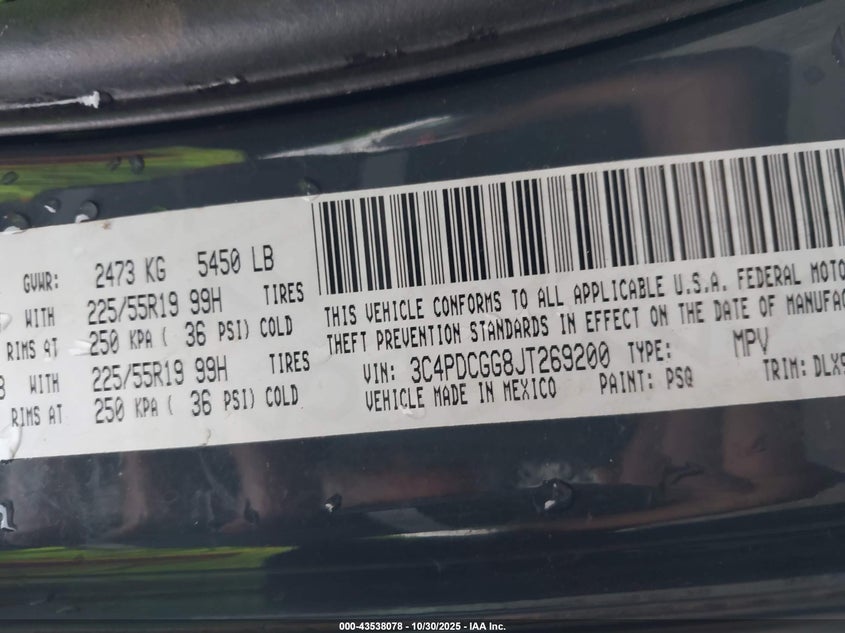 GVWR: 2473 KG 5450 LB
WITH 225/55R19 99H TIRES
RIMS AT 250 KPA ( 36 PSI) COLD
WITH 225/55R19 99H TIRES
RIMS AT 250 KPA ( 36 PSI) COLD
THIS VEHICLE CONFORMS TO ALL APPLICABLE U.S.A. FEDERAL
THEFT PREVENTION STANDARDS IN EFFECT ON THE DATE OF
VIN: 3C4PDCGG8JT269200 TYPE: MPV
VEHICLE MADE IN MEXICO PAINT: PSQ TRIM:
000-43538078 - 10/30/2025 - IAA Inc.